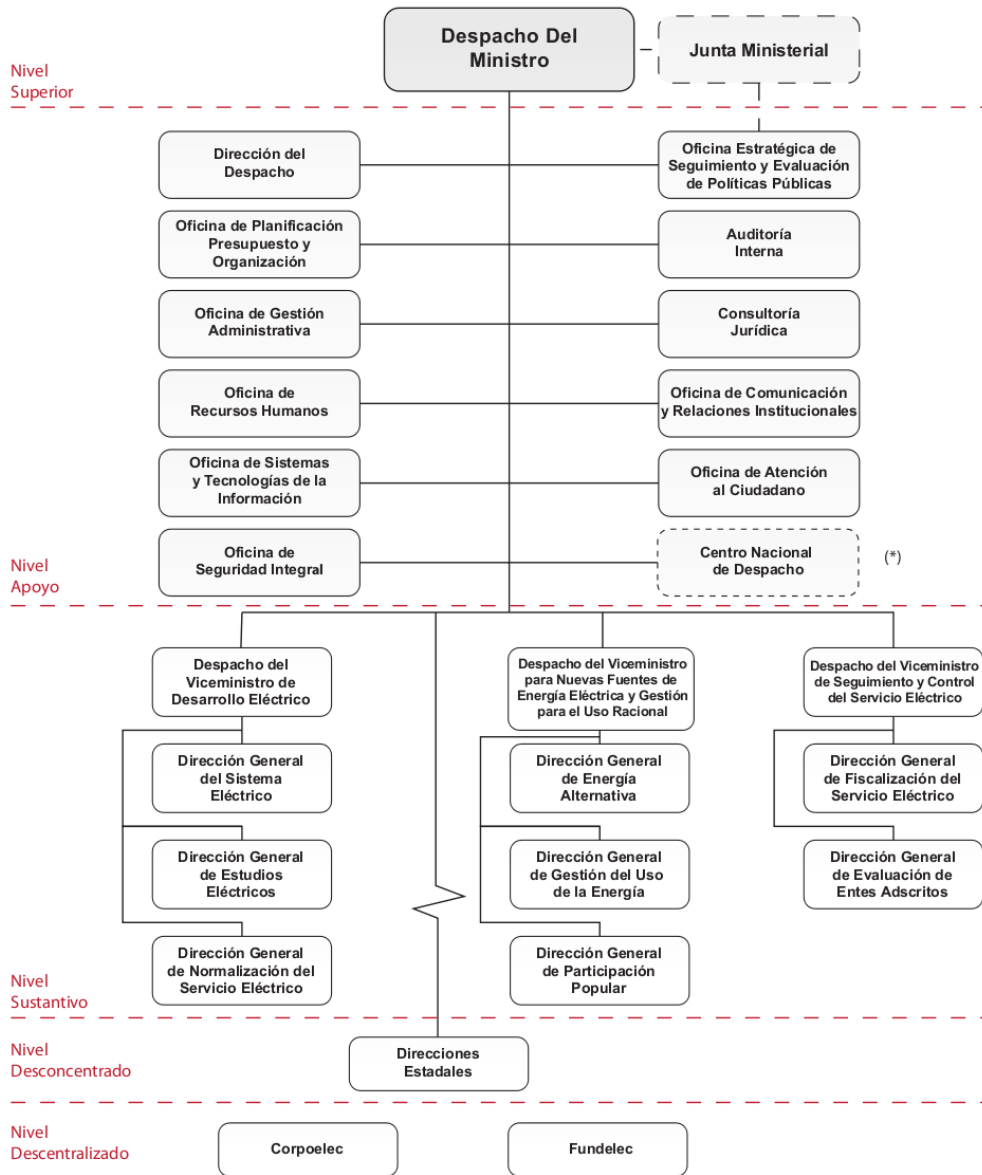 Despacho Del
Ministro
Junta Ministerial
Nivel
Superior
Dirección del
Despacho
Oficina Estratégica de
Seguimiento y Evaluación
de Políticas Públicas
Oficina de Planificación
Presupuesto y
Organización
Auditoría
Interna
Oficina de Gestión
Administrativa
Consultoría
Jurídica
Oficina de
Recursos Humanos
Oficina de Comunicación
y Relaciones Institucionales
Oficina de Sistemas
y Tecnologías de la
Información
Oficina de Atención
al Ciudadano
Oficina de
Seguridad Integral
Centro Nacional
de Despacho
(*)
Nivel
Apoyo
Despacho del
Viceministro de
Desarrollo Eléctrico
Despacho del Viceministro
para Nuevas Fuentes de
Energía Eléctrica y Gestión
para el Uso Racional
Despacho del Viceministro
de Seguimiento y Control
del Servicio Eléctrico
Dirección General
del Sistema
Eléctrico
Dirección General
de Energía
Alternativa
Dirección General
de Fiscalización del
Servicio Eléctrico
Dirección General
de Estudios
Eléctricos
Dirección General
de Gestión del Uso
de la Energía
Dirección General
de Evaluación de
Entes Adscritos
Dirección General
de Normalización del
Servicio Eléctrico
Dirección General
de Participación
Popular
Nivel
Sustantivo
Nivel
Desconcentrado
Direcciones
Estadales
Nivel
Descentralizado
Corpoelec
Fundelec